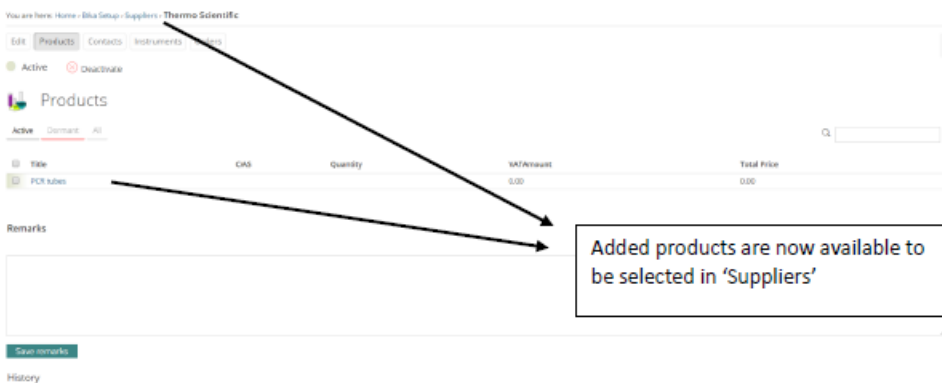 You are here: Home › Bika Setup › Suppliers › Thermo Scientific
Edit Products Contacts Instruments Orders
Active Deactivate
Products
Active Dormant All
Title CAS Quantity VATAmount Total Price
PCR tubes 0.00 0.00
Remarks
Added products are now available to
be selected in ‘Suppliers’
Save remarks
History